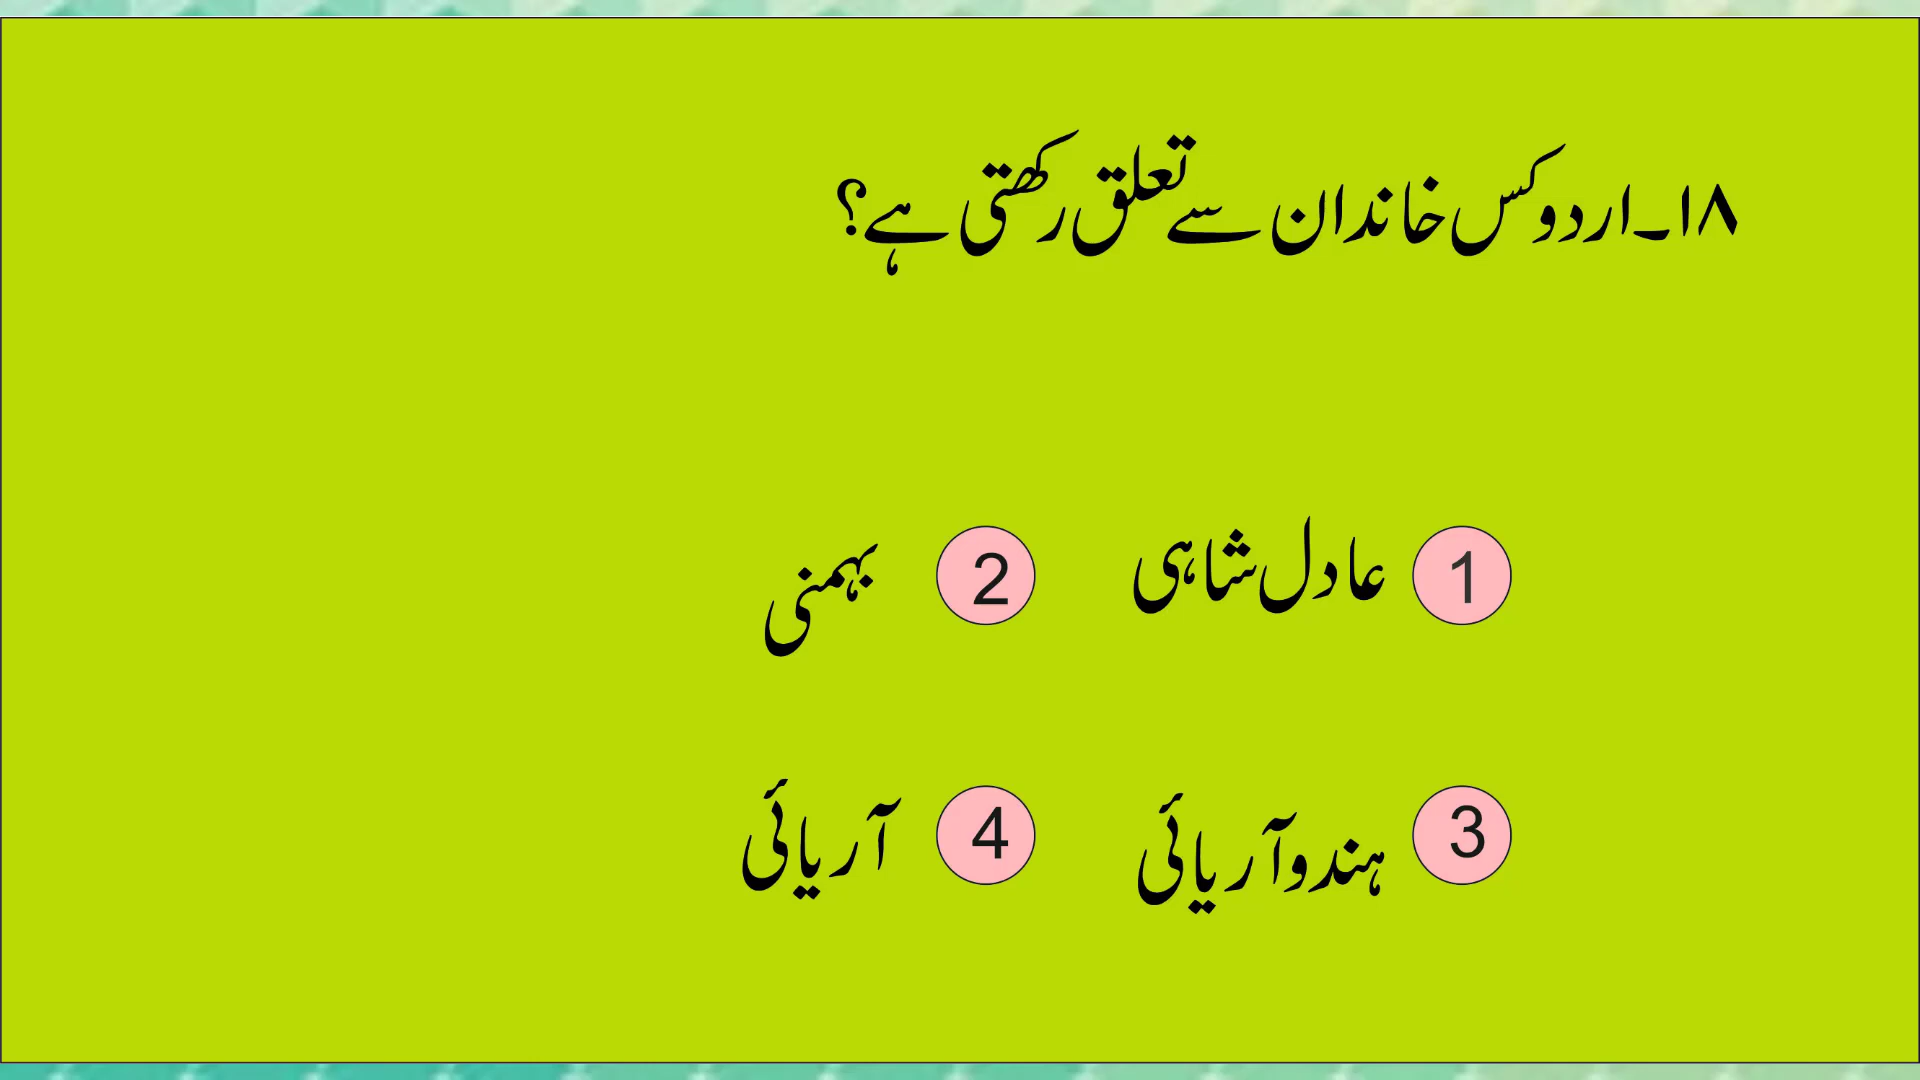 ۱۸۔اردو کس خاندان سے تعلق رکھتی ہے؟
1 عادل شاہی 2 بہمنی
3 ہندوآریائی 4 آریائی